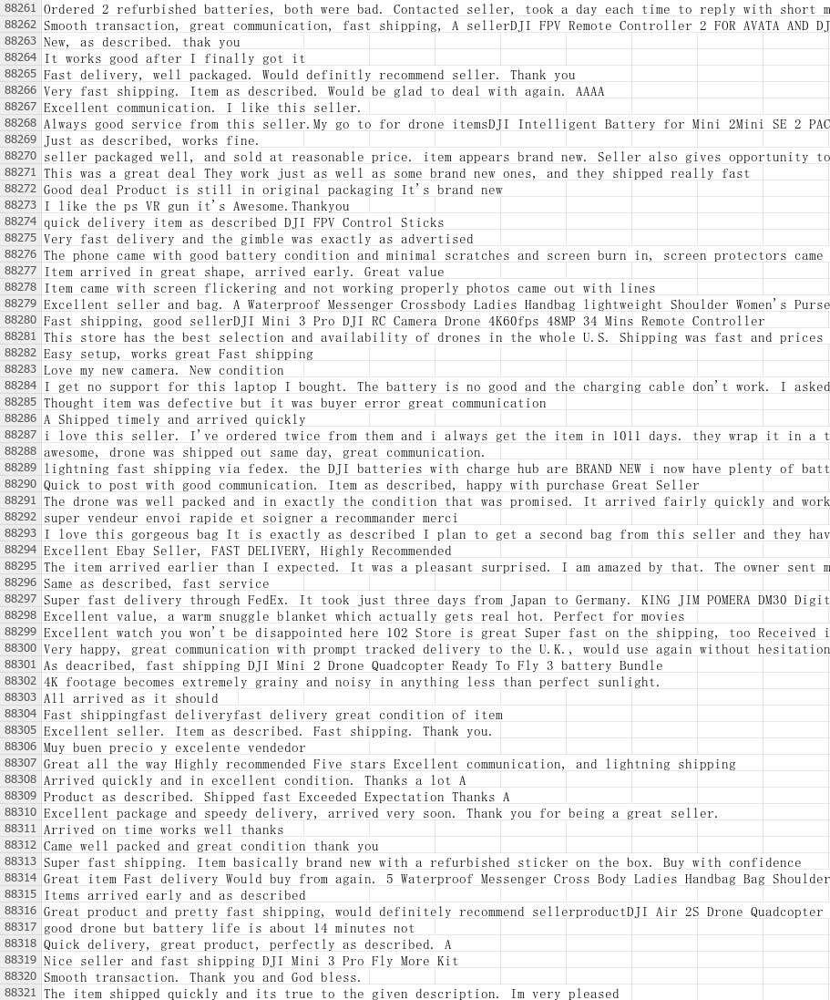 88261 Ordered 2 refurbished batteries, both were bad. Contacted seller, took a day each time to reply with short m
88262 Smooth transaction, great communication, fast shipping, A sellerDJI FPV Remote Controller 2 FOR AVATA AND DJ
88263 New, as described. thak you
88264 It works good after I finally got it
88265 Fast delivery, well packaged. Would definitly recommend seller. Thank you
88266 Very fast shipping. Item as described. Would be glad to deal with again. AAAA
88267 Excellent communication. I like this seller.
88268 Always good service from this seller.My go to for drone itemsDJI Intelligent Battery for Mini 2Mini SE 2 PAC
88269 Just as described, works fine.
88270 seller packaged well, and sold at reasonable price. item appears brand new. Seller also gives opportunity to
88271 This was a great deal They work just as well as some brand new ones, and they shipped really fast
88272 Good deal Product is still in original packaging It's brand new
88273 I like the ps VR gun it's Awesome.Thankyou
88274 quick delivery item as described DJI FPV Control Sticks
88275 Very fast delivery and the gimble was exactly as advertised
88276 The phone came with good battery condition and minimal scratches and screen burn in, screen protectors came
88277 Item arrived in great shape, arrived early. Great value
88278 Item came with screen flickering and not working properly photos came out with lines
88279 Excellent seller and bag. A Waterproof Messenger Crossbody Ladies Handbag lightweight Shoulder Women's Purse
88280 Fast shipping, good sellerDJI Mini 3 Pro DJI RC Camera Drone 4K60fps 48MP 34 Mins Remote Controller
88281 This store has the best selection and availability of drones in the whole U.S. Shipping was fast and prices
88282 Easy setup, works great Fast shipping
88283 Love my new camera. New condition
88284 I get no support for this laptop I bought. The battery is no good and the charging cable don't work. I asked
88285 Thought item was defective but it was buyer error great communication
88286 A Shipped timely and arrived quickly
88287 i love this seller. I've ordered twice from them and i always get the item in 1011 days. they wrap it in a t
88288 awesome, drone was shipped out same day, great communication.
88289 lightning fast shipping via fedex. the DJI batteries with charge hub are BRAND NEW i now have plenty of batt
88290 Quick to post with good communication. Item as described, happy with purchase Great Seller
88291 The drone was well packed and in exactly the condition that was promised. It arrived fairly quickly and work
88292 super vendeur envoi rapide et soigner a recommander merci
88293 I love this gorgeous bag It is exactly as described I plan to get a second bag from this seller and they hav
88294 Excellent Ebay Seller, FAST DELIVERY, Highly Recommended
88295 The item arrived earlier than I expected. It was a pleasant surprised. I am amazed by that. The owner sent m
88296 Same as described, fast service
88297 Super fast delivery through FedEx. It took just three days from Japan to Germany. KING JIM POMERA DM30 Digit
88298 Excellent value, a warm snuggle blanket which actually gets real hot. Perfect for movies
88299 Excellent watch you won't be disappointed here 102 Store is great Super fast on the shipping, too Received i
88300 Very happy, great communication with prompt tracked delivery to the U.K., would use again without hesitation
88301 As deacribed, fast shipping DJI Mini 2 Drone Quadcopter Ready To Fly 3 battery Bundle
88302 4K footage becomes extremely grainy and noisy in anything less than perfect sunlight.
88303 All arrived as it should
88304 Fast shippingfast deliveryfast delivery great condition of item
88305 Excellent seller. Item as described. Fast shipping. Thank you.
88306 Muy buen precio y excelente vendedor
88307 Great all the way Highly recommended Five stars Excellent communication, and lightning shipping
88308 Arrived quickly and in excellent condition. Thanks a lot A
88309 Product as described. Shipped fast Exceeded Expectation Thanks A
88310 Excellent package and speedy delivery, arrived very soon. Thank you for being a great seller.
88311 Arrived on time works well thanks
88312 Came well packed and great condition thank you
88313 Super fast shipping. Item basically brand new with a refurbished sticker on the box. Buy with confidence
88314 Great item Fast delivery Would buy from again. 5 Waterproof Messenger Cross Body Ladies Handbag Bag Shoulder
88315 Items arrived early and as described
88316 Great product and pretty fast shipping, would definitely recommend sellerproductDJI Air 2S Drone Quadcopter
88317 good drone but battery life is about 14 minutes not
88318 Quick delivery, great product, perfectly as described. A
88319 Nice seller and fast shipping DJI Mini 3 Pro Fly More Kit
88320 Smooth transaction. Thank you and God bless.
88321 The item shipped quickly and its true to the given description. Im very pleased